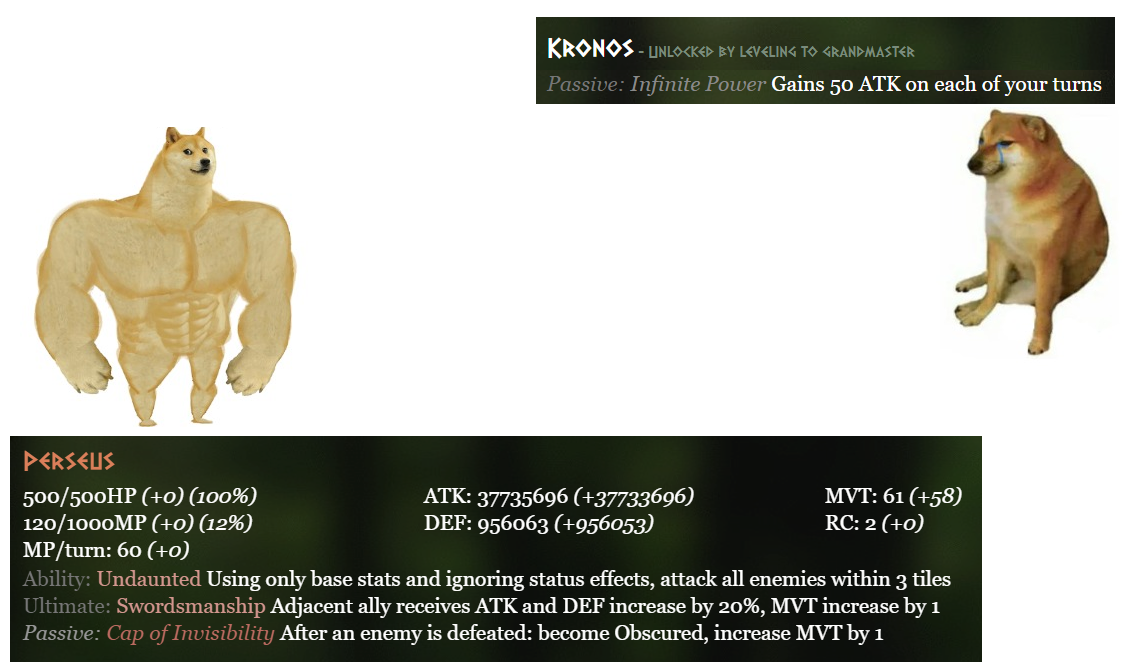 Kronos - Unlocked by leveling to Grandmaster
Passive: Infinite Power Gains 50 ATK on each of your turns
Perseus
500/500HP (+0) (100%) ATK: 37735696 (+37733696) MVT: 61 (+58)
120/1000MP (+0) (12%) DEF: 956063 (+956053) RC: 2 (+0)
MP/turn: 60 (+0)
Ability: Undaunted Using only base stats and ignoring status effects, attack all enemies within 3 tiles
Ultimate: Swordsmanship Adjacent ally receives ATK and DEF increase by 20%, MVT increase by 1
Passive: Cap of Invisibility After an enemy is defeated: become Obscured, increase MVT by 1